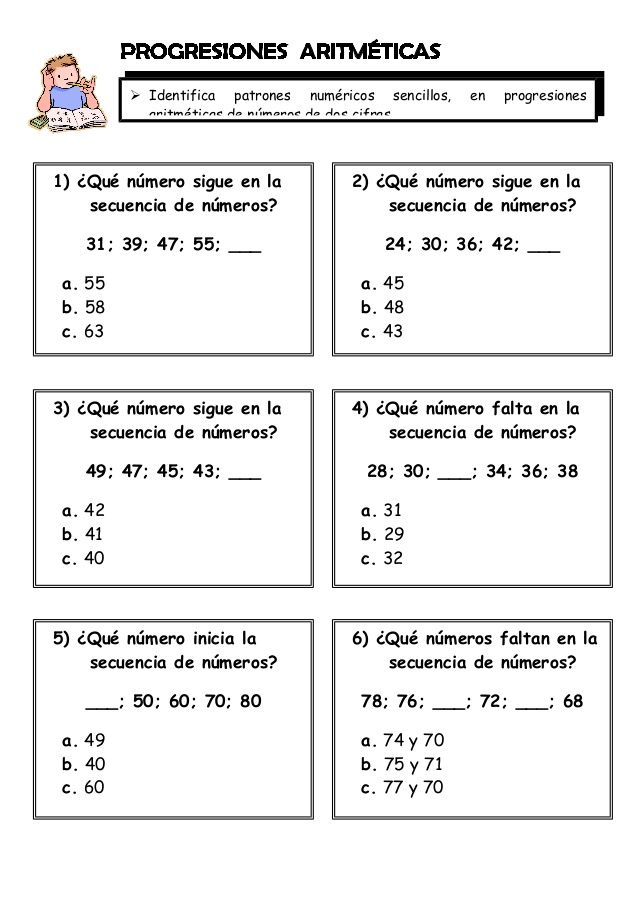 PROGRESIONES ARITMÉTICAS
➢ Identifica patrones numéricos sencillos, en progresiones
aritméticas de números de dos cifras
1) ¿Qué número sigue en la
secuencia de números?
31; 39; 47; 55; ___
a. 55
b. 58
c. 63
2) ¿Qué número sigue en la
secuencia de números?
24; 30; 36; 42; ___
a. 45
b. 48
c. 43
3) ¿Qué número sigue en la
secuencia de números?
49; 47; 45; 43; ___
a. 42
b. 41
c. 40
4) ¿Qué número falta en la
secuencia de números?
28; 30; ___; 34; 36; 38
a. 31
b. 29
c. 32
5) ¿Qué número inicia la
secuencia de números?
___; 50; 60; 70; 80
a. 49
b. 40
c. 60
6) ¿Qué números faltan en la
secuencia de números?
78; 76; ___; 72; ___; 68
a. 74 y 70
b. 75 y 71
c. 77 y 70